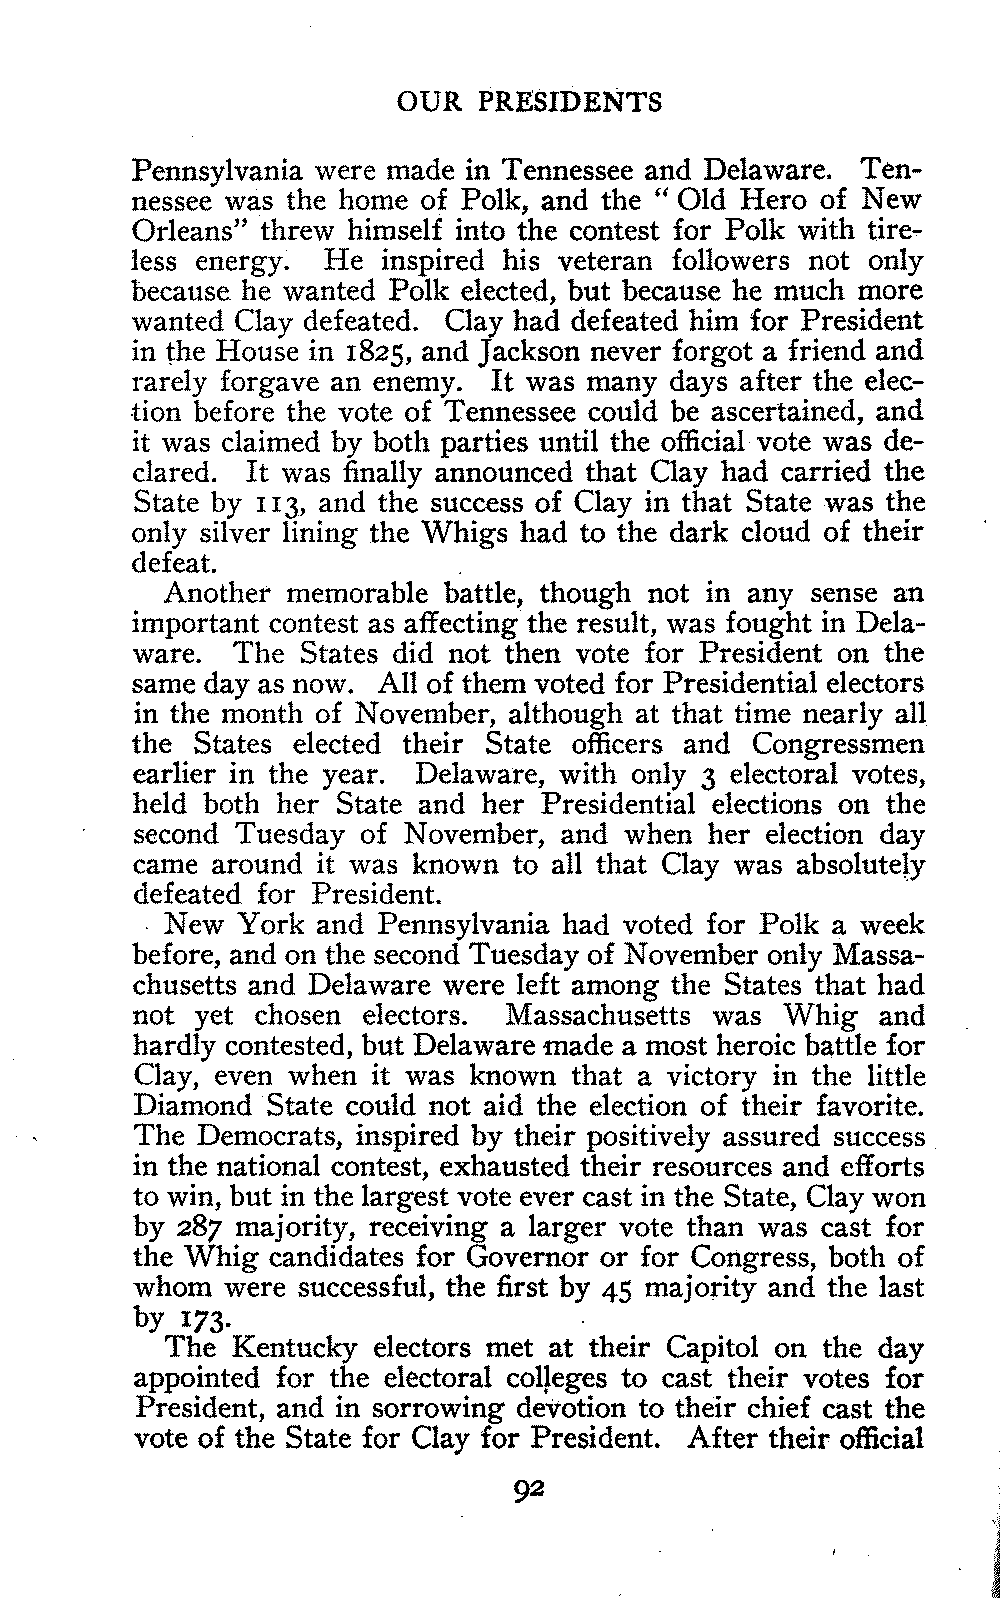 OUR PRESIDENTS
Pennsylvania were made in Tennessee and Delaware. Ten-
nessee was the home of Polk, and the " Old Hero of New
Orleans" threw himself into the contest for Polk with tire-
less energy. He inspired his veteran followers not only
because he wanted Polk elected, but because he much more
wanted Clay defeated. Clay had defeated him for President
in the House in 1825, and Jackson never forgot a friend and
rarely forgave an enemy. It was many days after the elec-
tion before the vote of Tennessee could be ascertained, and
it was claimed by both parties until the official vote was de-
clared. It was finally announced that Clay had carried the
State by 113, and the success of Clay in that State was the
only silver lining the Whigs had to the dark cloud of their
defeat.
Another memorable battle, though not in any sense an
important contest as affecting the result, was fought in Dela-
ware. The States did not then vote for President on the
same day as now. All of them voted for Presidential electors
in the month of November, although at that time nearly all
the States elected their State officers and Congressmen
earlier in the year. Delaware, with only 3 electoral votes,
held both her State and her Presidential elections on the
second Tuesday of November, and when her election day
came around it was known to all that Clay was absolutely
defeated for President.
New York and Pennsylvania had voted for Polk a week
before, and on the second Tuesday of November only Massa-
chusetts and Delaware were left among the States that had
not yet chosen electors. Massachusetts was Whig and
hardly contested, but Delaware made a most heroic battle for
Clay, even when it was known that a victory in the little
Diamond State could not aid the election of their favorite.
The Democrats, inspired by their positively assured success
in the national contest, exhausted their resources and efforts
to win, but in the largest vote ever cast in the State, Clay won
by 287 majority, receiving a larger vote than was cast for
the Whig candidates for Governor or for Congress, both of
whom were successful, the first by 45 majority and the last
by 173.
The Kentucky electors met at their Capitol on the day
appointed for the electoral colleges to cast their votes for
President, and in sorrowing devotion to their chief cast the
vote of the State for Clay for President. After their official
92